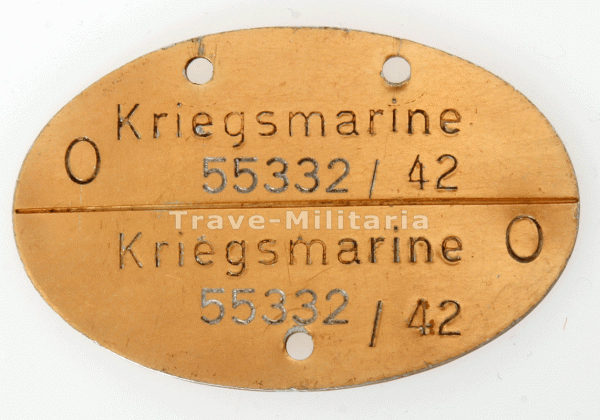 Kriegsmarine
O
55332 / 42
Trave-Militaria
Kriegsmarine
O
55332 / 42